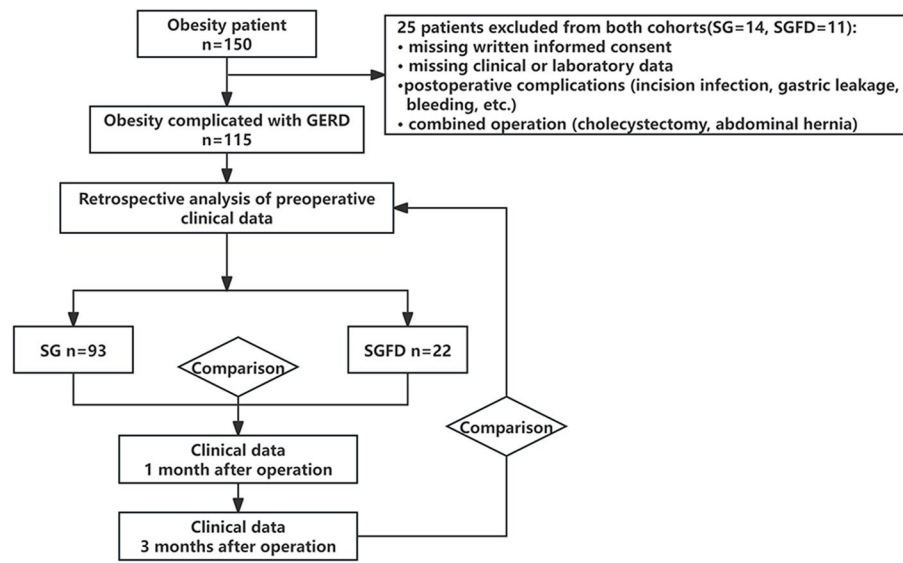 Obesity patient
n=150
25 patients excluded from both cohorts(SG=14, SGFD=11):
• missing written informed consent
• missing clinical or laboratory data
•postoperative complications (incision infection, gastric leakage,
bleeding, etc.)
• combined operation (cholecystectomy, abdominal hernia)
Obesity complicated with GERD
n=115
Retrospective analysis of preoperative
clinical data
SG n=93
Comparison
SGFD n=22
Comparison
Clinical data
1 month after operation
Clinical data
3 months after operation